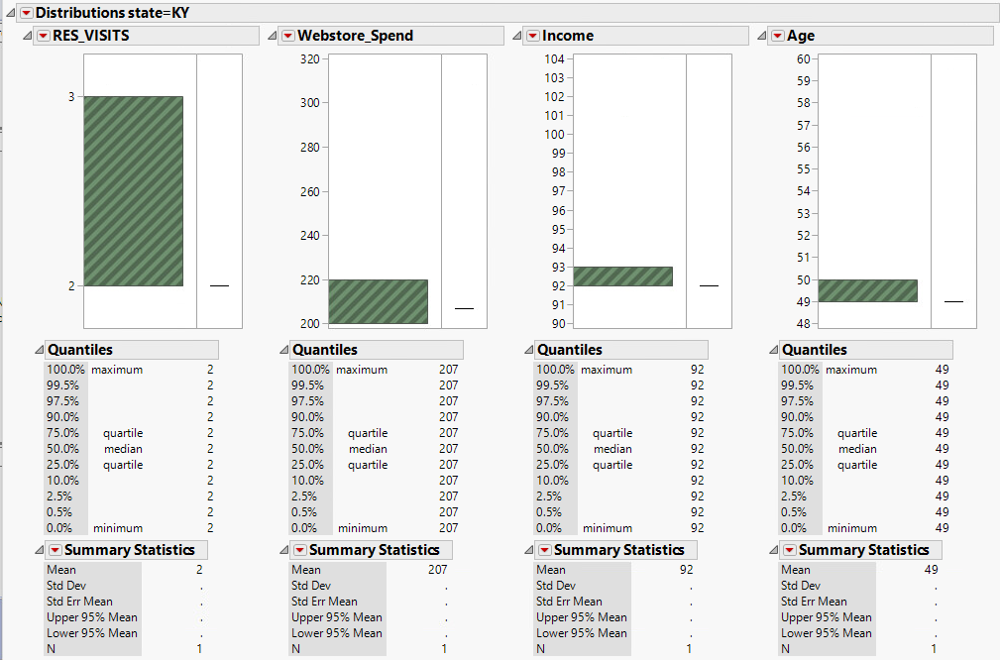 Distributions state=KY
RES_VISITS
3
2
Quantiles
100.0% maximum 2
99.5% 2
97.5% 2
90.0% 2
75.0% quartile 2
50.0% median 2
25.0% quartile 2
10.0% 2
2.5% 2
0.5% 2
0.0% minimum 2
Summary Statistics
Mean 2
Std Dev .
Std Err Mean .
Upper 95% Mean .
Lower 95% Mean .
N 1
Webstore_Spend
320
300
280
260
240
220
200
Quantiles
100.0% maximum 207
99.5% 207
97.5% 207
90.0% 207
75.0% quartile 207
50.0% median 207
25.0% quartile 207
10.0% 207
2.5% 207
0.5% 207
0.0% minimum 207
Summary Statistics
Mean 207
Std Dev .
Std Err Mean .
Upper 95% Mean .
Lower 95% Mean .
N 1
Income
104
103
102
101
100
99
98
97
96
95
94
93
92
91
90
Quantiles
100.0% maximum 92
99.5% 92
97.5% 92
90.0% 92
75.0% quartile 92
50.0% median 92
25.0% quartile 92
10.0% 92
2.5% 92
0.5% 92
0.0% minimum 92
Summary Statistics
Mean 92
Std Dev .
Std Err Mean .
Upper 95% Mean .
Lower 95% Mean .
N 1
Age
60
59
58
57
56
55
54
53
52
51
50
49
48
Quantiles
100.0% maximum 49
99.5% 49
97.5% 49
90.0% 49
75.0% quartile 49
50.0% median 49
25.0% quartile 49
10.0% 49
2.5% 49
0.5% 49
0.0% minimum 49
Summary Statistics
Mean 49
Std Dev .
Std Err Mean .
Upper 95% Mean .
Lower 95% Mean .
N 1